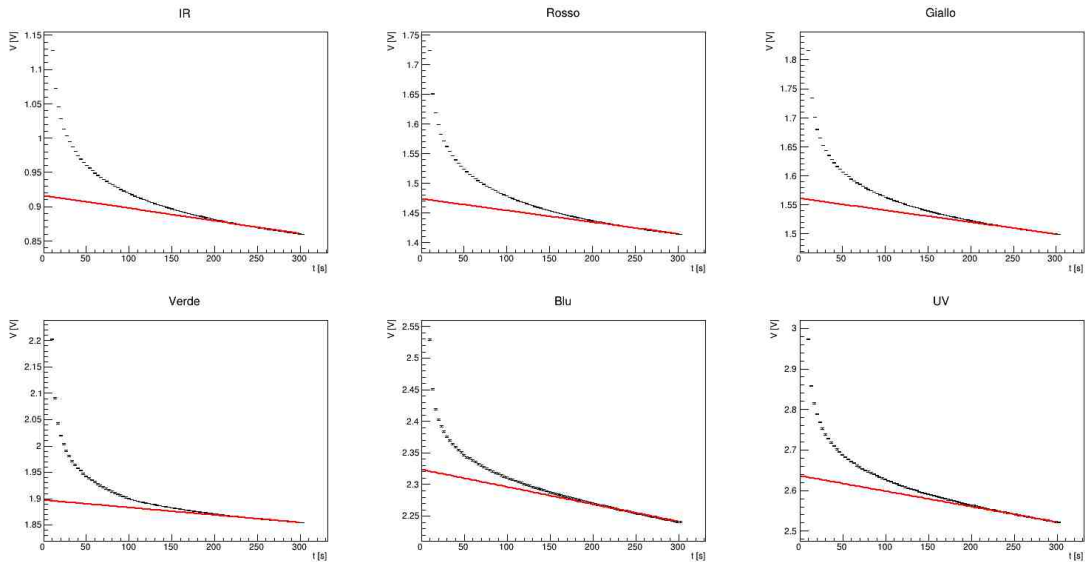 IR
V [V]
1.15
1.1
1.05
1
0.95
0.9
0.85
0 50 100 150 200 250 300
t [s]
Rosso
V [V]
1.75
1.7
1.65
1.6
1.55
1.5
1.45
1.4
0 50 100 150 200 250 300
t [s]
Giallo
V [V]
1.8
1.75
1.7
1.65
1.6
1.55
1.5
0 50 100 150 200 250 300
t [s]
Verde
V [V]
2.2
2.15
2.1
2.05
2
1.95
1.9
1.85
0 50 100 150 200 250 300
t [s]
Blu
V [V]
2.55
2.5
2.45
2.4
2.35
2.3
2.25
0 50 100 150 200 250 300
t [s]
UV
V [V]
3
2.9
2.8
2.7
2.6
2.5
0 50 100 150 200 250 300
t [s]